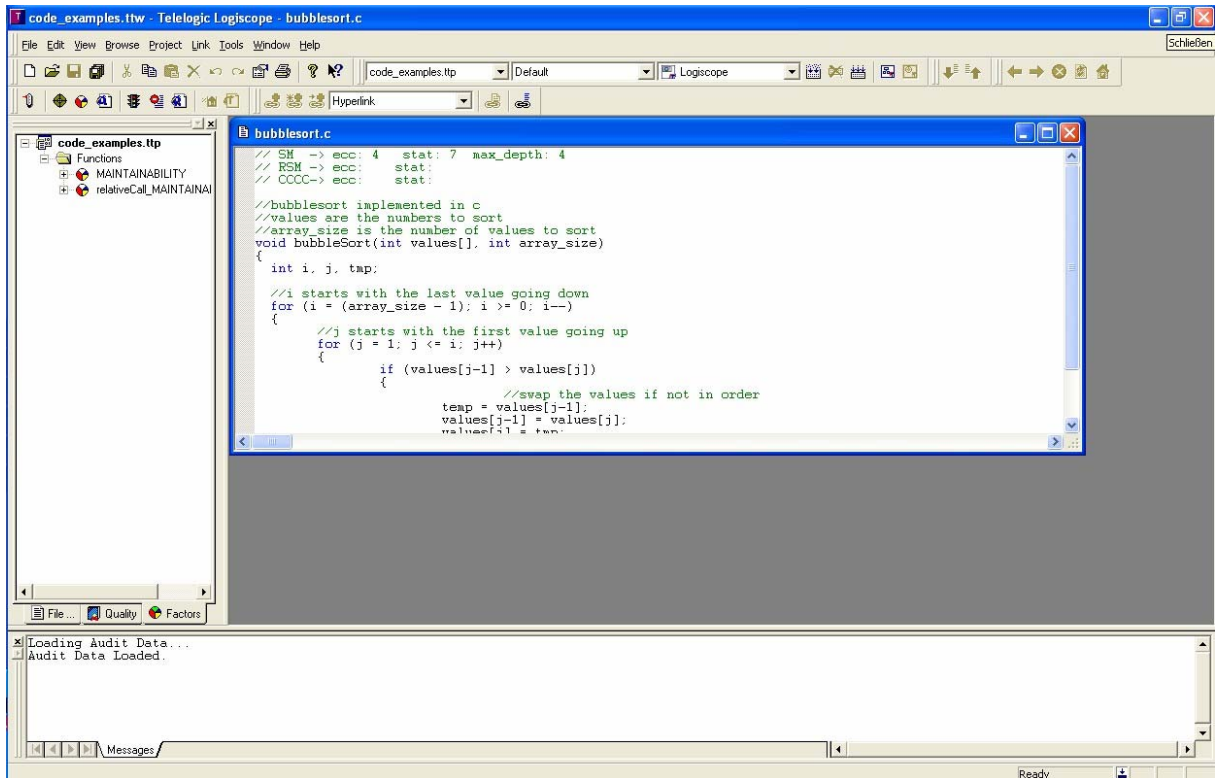 code_examples.ttw - Telelogic Logiscope - bubblesort.c
File Edit View Browse Project Link Tools Window Help
Schließen
code_examples.ttp Default Logiscope
Hyperlink
code_examples.ttp
Functions
MAINTAINABILITY
relativeCall_MAINTAINAI
File ... Quality Factors
bubblesort.c
// SM -> ecc: 4 stat: 7 max_depth: 4
// RSM -> ecc: stat:
// CCCC-> ecc: stat:
//bubblesort implemented in c
//values are the numbers to sort
//array_size is the number of values to sort
void bubbleSort(int values[], int array_size)
{
int i, j, tmp;
//i starts with the last value going down
for (i = (array_size - 1); i >= 0; i--)
{
//j starts with the first value going up
for (j = 1; j <= i; j++)
{
if (values[j-1] > values[j])
{
//swap the values if not in order
temp = values[j-1];
values[j-1] = values[j];
values[j] = tmp;
Loading Audit Data...
Audit Data Loaded.
Messages
Ready